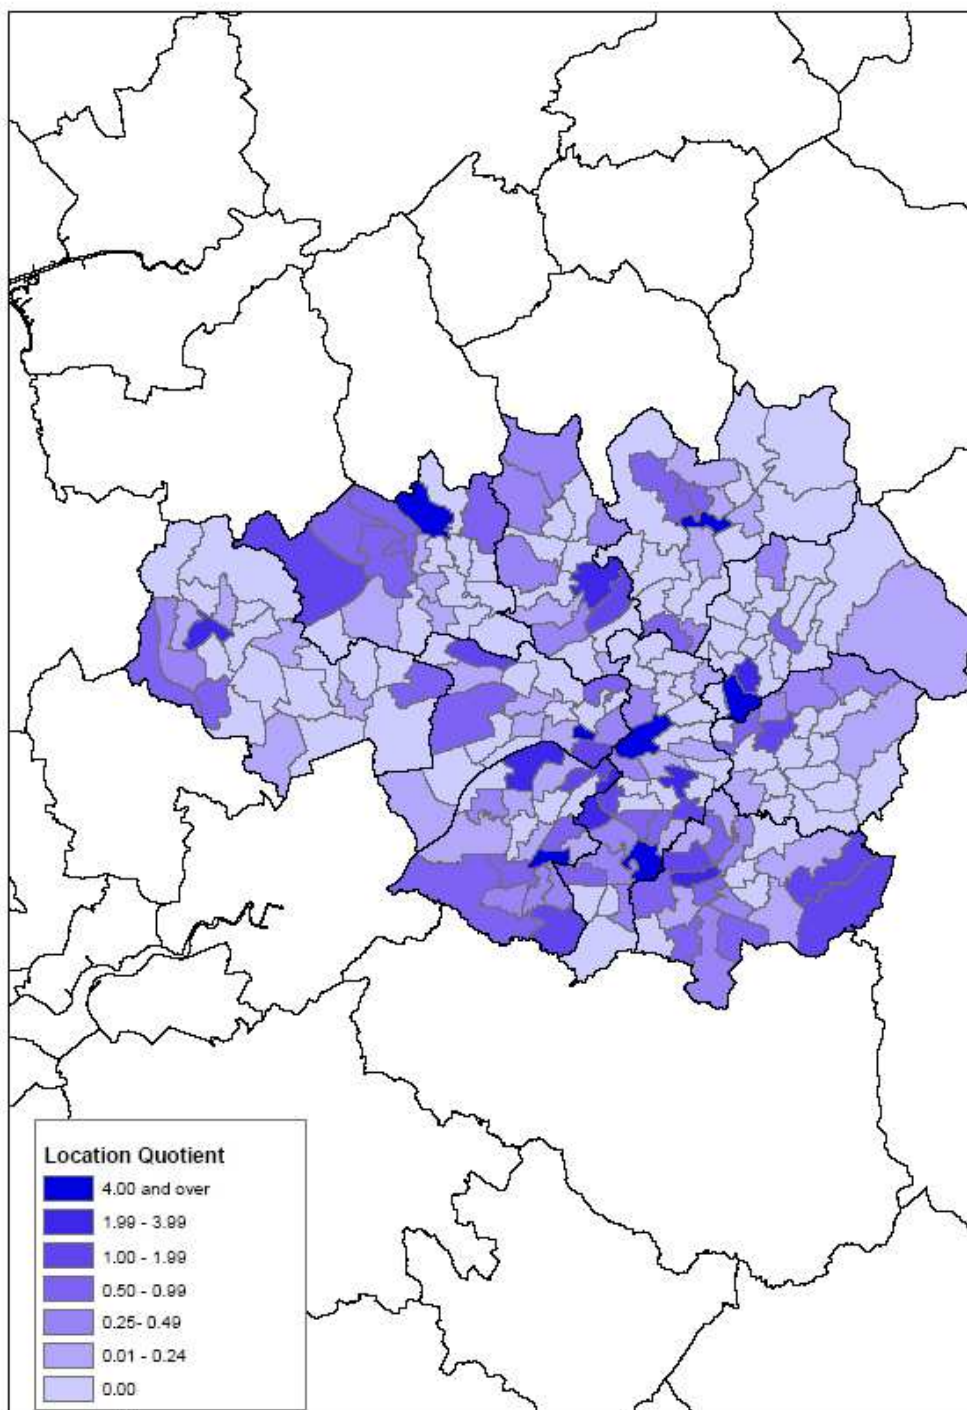 Location Quotient
4.00 and over
1.99 - 3.99
1.00 - 1.99
0.50 - 0.99
0.25- 0.49
0.01 - 0.24
0.00